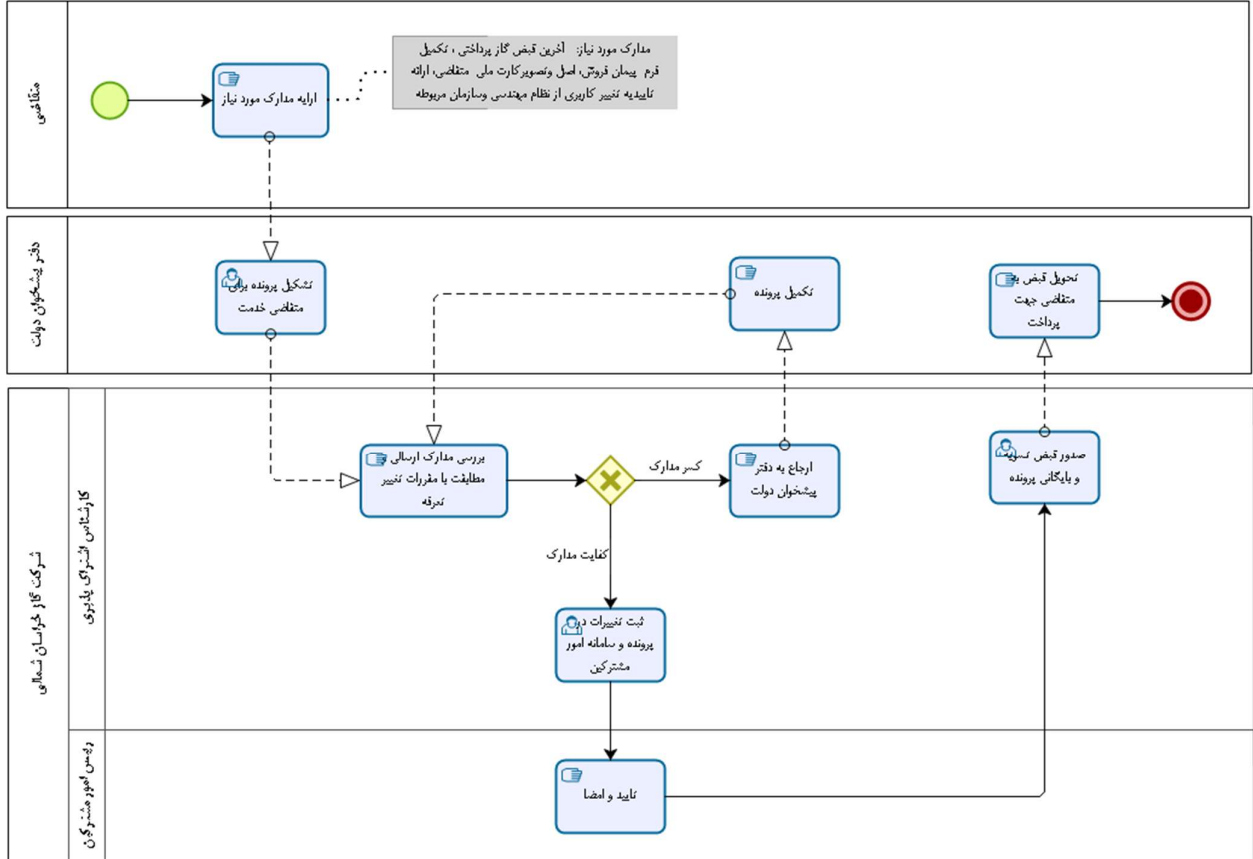 متقاضی
ارایه مدارک مورد نیاز
مدارک مورد نیاز: آخرین قبض گاز پرداختی ، تکمیل
فرم پیمان فروش، اصل وتصویرکارت ملی متقاضی، ارائه
تاییدیه تغییر کاربری از نظام مهندسی وسازمان مربوطه
دفتر پیشخوان دولت
تشکیل پرونده برای
متقاضی خدمت
تکمیل پرونده
تحویل قبض به
متقاضی جهت
پرداخت
شرکت گاز خراسان شمالی
کارشناس اشتراک پذیری
بررسی مدارک ارسالی و
مطابقت با مقررات تغییر
تعرفه
کسر مدارک
ارجاع به دفتر
پیشخوان دولت
صدور قبض تسویه
و بایگانی پرونده
کفایت مدارک
ثبت تغییرات در
پرونده و سامانه امور
مشترکین
رییس امور مشترکین
تایید و امضا